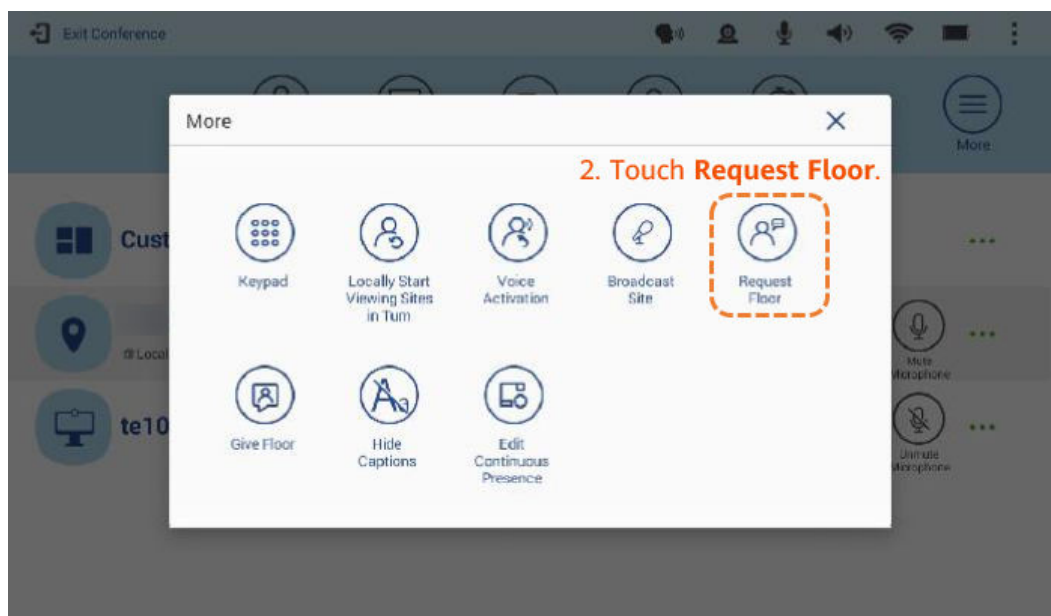 Exit Conference
More
More
2. Touch Request Floor.
Cust
Keypad
Locally Start
Viewing Sites
in Turn
Voice
Activation
Broadcast
Site
Request
Floor
Local
Mute
Microphone
te10
Give Floor
Hide
Captions
Edit
Continuous
Presence
Unmute
Microphone